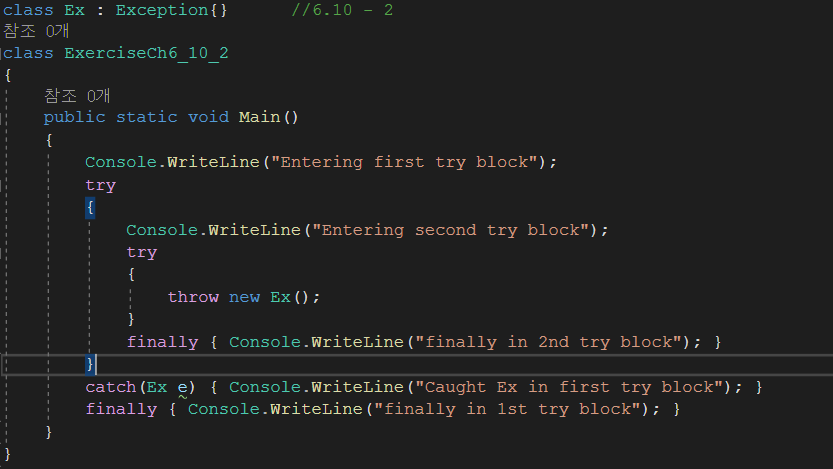 class Ex : Exception{}      //6.10 - 2
참조 0개
class ExerciseCh6_10_2
{
    참조 0개
    public static void Main()
    {
        Console.WriteLine("Entering first try block");
        try
        {
            Console.WriteLine("Entering second try block");
            try
            {
                throw new Ex();
            }
            finally { Console.WriteLine("finally in 2nd try block"); }
        }
        catch(Ex e) { Console.WriteLine("Caught Ex in first try block"); }
        finally { Console.WriteLine("finally in 1st try block"); }
    }
}